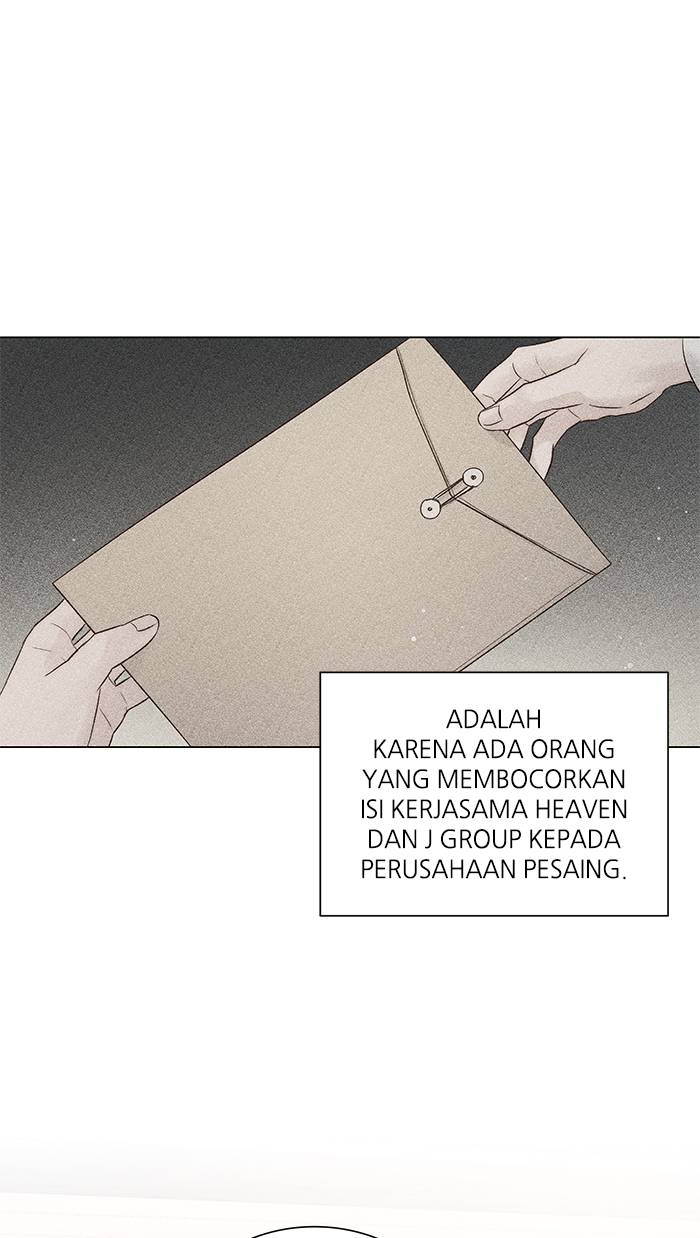 ADALAH
KARENA ADA ORANG
YANG MEMBOCORKAN
ISI KERJASAMA HEAVEN
DAN J GROUP KEPADA
PERUSAHAAN PESAING.